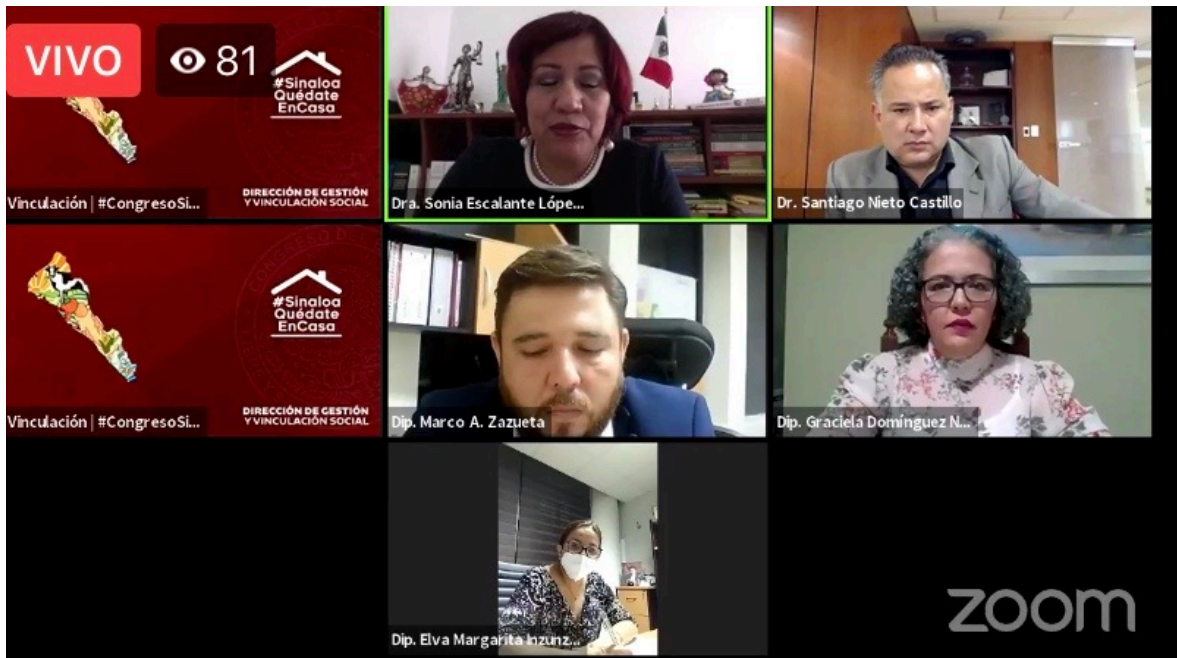 VIVO
81
#Sinaloa
Quédate
EnCasa
DIRECCIÓN DE GESTIÓN
Y VINCULACIÓN SOCIAL
Vinculación | #CongresoSi...
Dra. Sonia Escalante Lópe...
Dr. Santiago Nieto Castillo
#Sinaloa
Quédate
EnCasa
DIRECCIÓN DE GESTIÓN
Y VINCULACIÓN SOCIAL
Vinculación | #CongresoSi...
Dip. Marco A. Zazueta
Dip. Graciela Domínguez N...
Dip. Elva Margarita Inzunz...
zoom